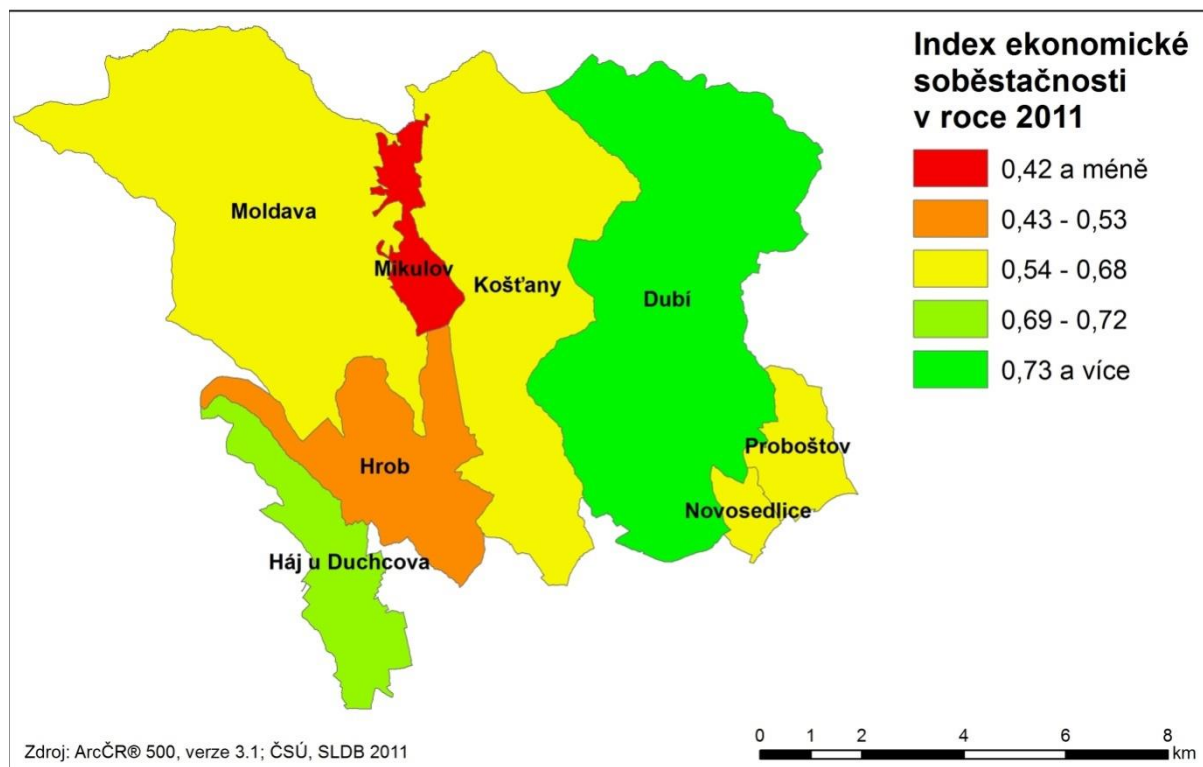 Index ekonomické
soběstačnosti
v roce 2011
0,42 a méně
0,43 - 0,53
0,54 - 0,68
0,69 - 0,72
0,73 a více
Moldava
Mikulov
Košťany
Dubí
Proboštov
Hrob
Novosedlice
Háj u Duchcova
Zdroj: ArcČR® 500, verze 3.1; ČSÚ, SLDB 2011
0 1 2 4 6 8
km